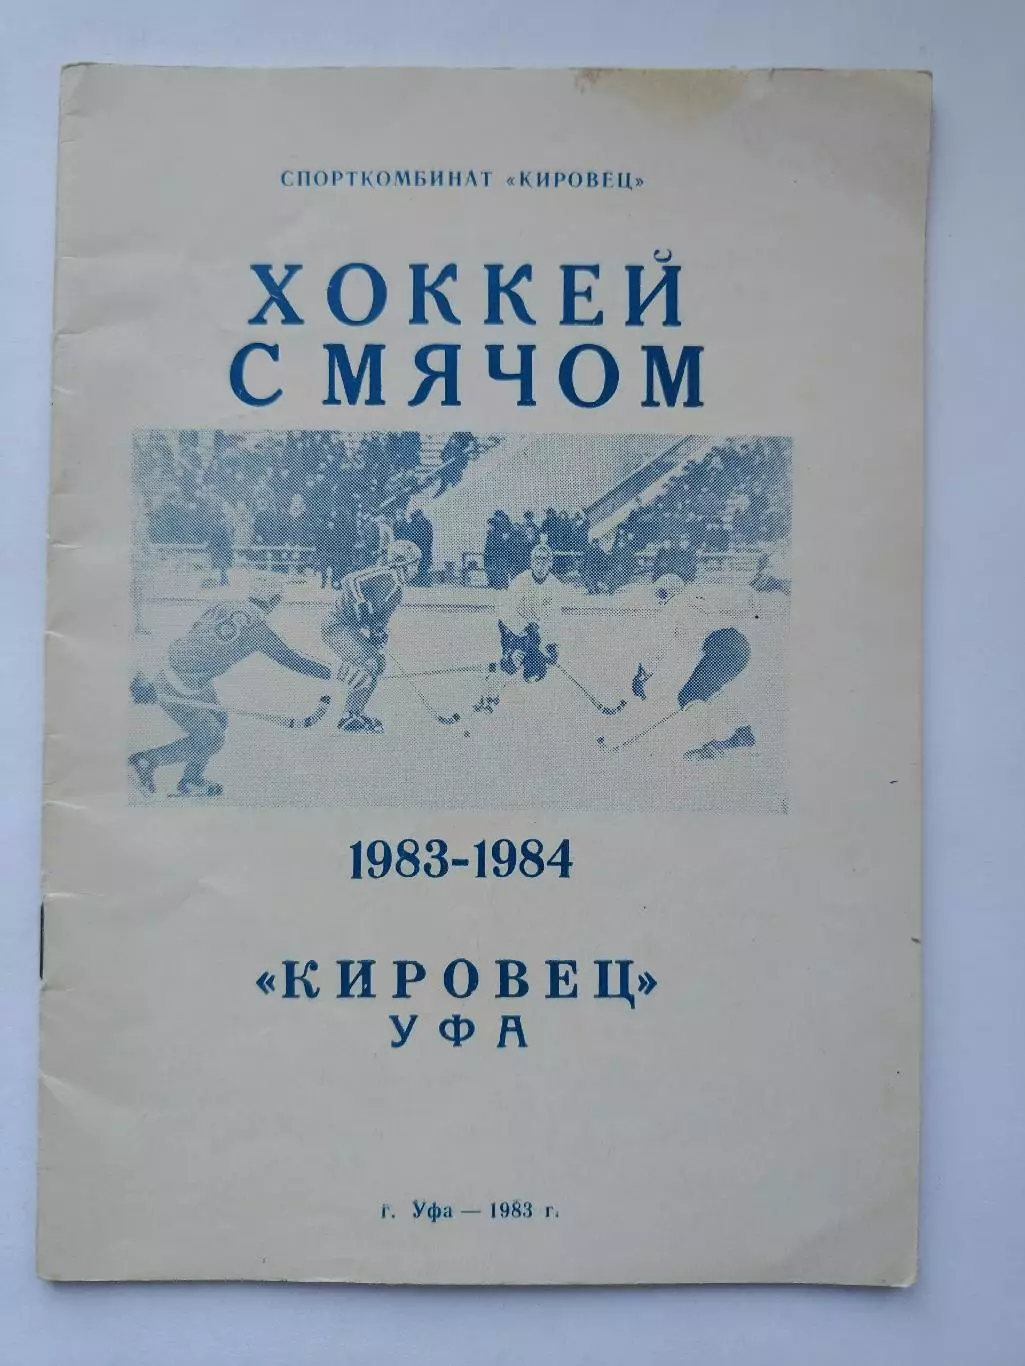 СПОРТКОМБИНАТ «КИРОВЕЦ»
ХОККЕЙ
С МЯЧОМ
1983-1984
«КИРОВЕЦ»
УФА
г. Уфа — 1983 г.